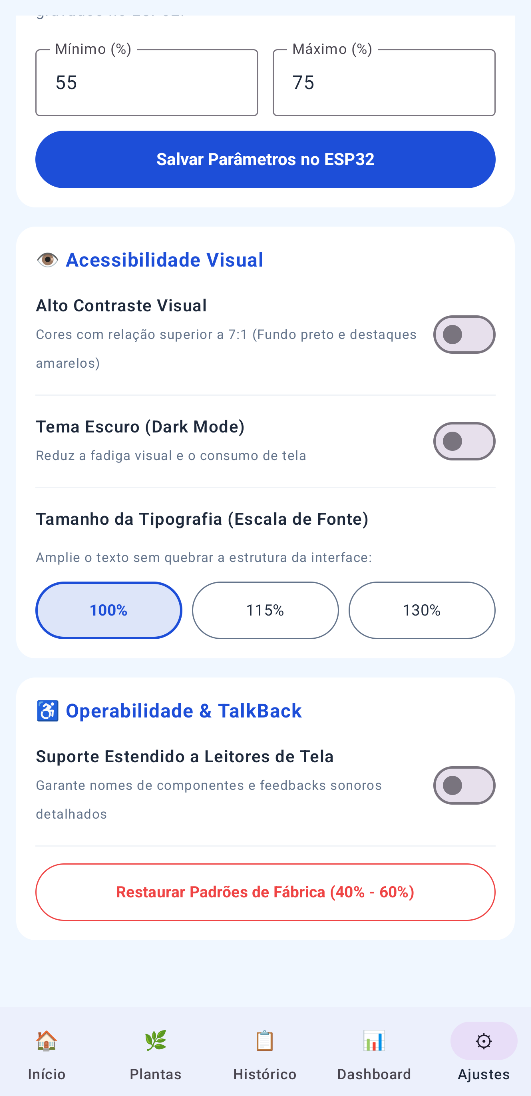 Mínimo (%)
Máximo (%)
55
75
Salvar Parâmetros no ESP32
Acessibilidade Visual
Alto Contraste Visual
Cores com relação superior a 7:1 (Fundo preto e destaques
amarelos)
Tema Escuro (Dark Mode)
Reduz a fadiga visual e o consumo de tela
Tamanho da Tipografia (Escala de Fonte)
Amplie o texto sem quebrar a estrutura da interface:
100%
115%
130%
Operabilidade & TalkBack
Suporte Estendido a Leitores de Tela
Garante nomes de componentes e feedbacks sonoros
detalhados
Restaurar Padrões de Fábrica (40% - 60%)
Início
Plantas
Histórico
Dashboard
Ajustes